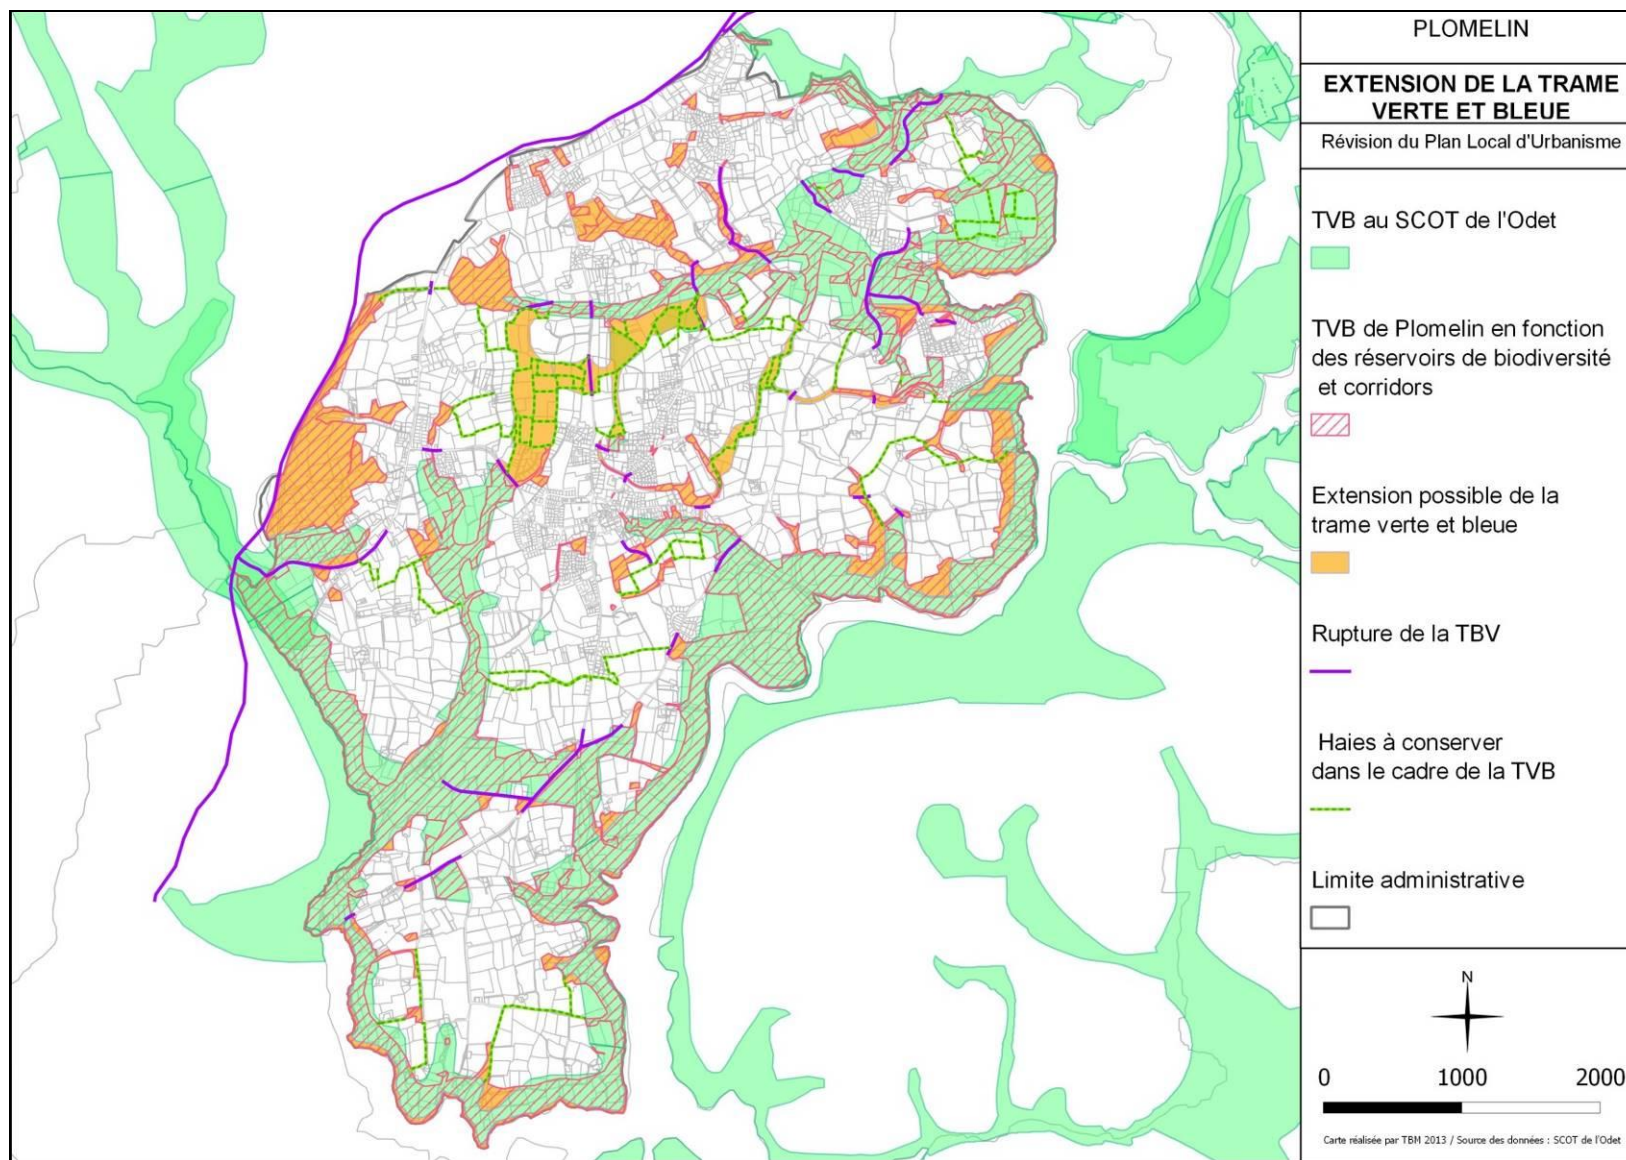 PLOMELIN
EXTENSION DE LA TRAME
VERTE ET BLEUE
Révision du Plan Local d'Urbanisme
TVB au SCOT de l'Odet
TVB de Plomelin en fonction
des réservoirs de biodiversité
et corridors
Extension possible de la
trame verte et bleue
Rupture de la TBV
Haies à conserver
dans le cadre de la TVB
Limite administrative
N
0 1000 2000
Carte réalisée par TBM 2013 / Source des données : SCOT de l'Odet